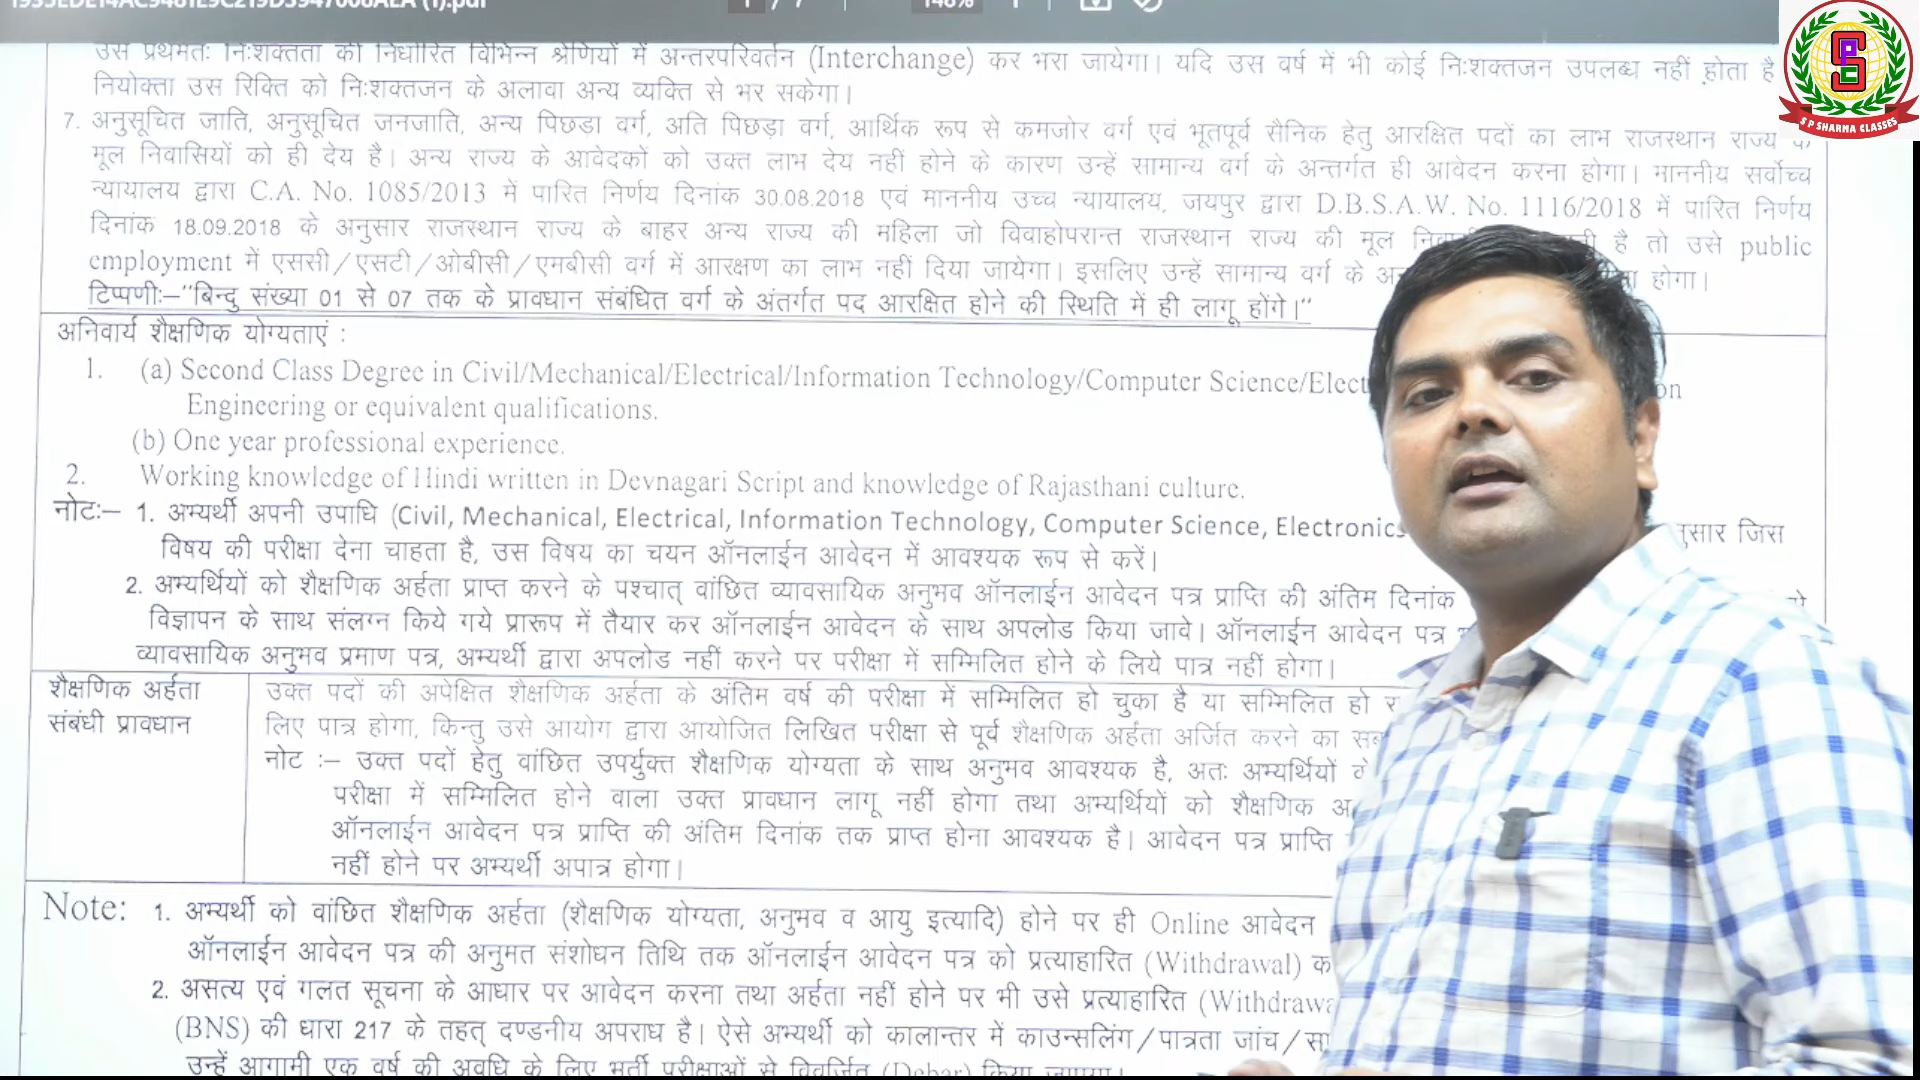 उसे प्रथमतः निःशक्तता की निर्धारित विभिन्न श्रेणियों में अन्तरपरिवर्तन (Interchange) कर भरा जायेगा। यदि उस वर्ष में भी कोई निःशक्तजन उपलब्ध नहीं होता है
नियोक्ता उस रिक्ति को निःशक्तजन के अलावा अन्य व्यक्ति से भर सकेगा।
7. अनुसूचित जाति, अनुसूचित जनजाति, अन्य पिछडा वर्ग, अति पिछड़ा वर्ग, आर्थिक रूप से कमजोर वर्ग एवं भूतपूर्व सैनिक हेतु आरक्षित पदों का लाभ राजस्थान राज्य के
मूल निवासियों को ही देय है। अन्य राज्य के आवेदकों को उक्त लाभ देय नहीं होने के कारण उन्हें सामान्य वर्ग के अन्तर्गत ही आवेदन करना होगा। माननीय सर्वोच्च
न्यायालय द्वारा C.A. No. 1085/2013 में पारित निर्णय दिनांक 30.08.2018 एवं माननीय उच्च न्यायालय, जयपुर द्वारा D.B.S.A.W. No. 1116/2018 में पारित निर्णय
दिनांक 18.09.2018 के अनुसार राजस्थान राज्य के बाहर अन्य राज्य की महिला जो विवाहोपरान्त राजस्थान राज्य की मूल है तो उसे public
employment में एससी/एसटी/ओबीसी/एमबीसी वर्ग में आरक्षण का लाभ नहीं दिया जायेगा। इसलिए उन्हें सामान्य वर्ग के होगा।
टिप्पणीः–"बिन्दु संख्या 01 से 07 तक के प्रावधान संबंधित वर्ग के अंतर्गत पद आरक्षित होने की स्थिति में ही लागू होंगे।"
अनिवार्य शैक्षणिक योग्यताएं :
1. (a) Second Class Degree in Civil/Mechanical/Electrical/Information Technology/Computer Science/
Engineering or equivalent qualifications.
(b) One year professional experience.
2. Working knowledge of Hindi written in Devnagari Script and knowledge of Rajasthani culture.
नोटः– 1. अभ्यर्थी अपनी उपाधि (Civil, Mechanical, Electrical, Information Technology, Computer Science, Electronics जिस
विषय की परीक्षा देना चाहता है, उस विषय का चयन ऑनलाईन आवेदन में आवश्यक रूप से करें।
2. अभ्यर्थियों को शैक्षणिक अर्हता प्राप्त करने के पश्चात् वांछित व्यावसायिक अनुभव ऑनलाईन आवेदन पत्र प्राप्ति की अंतिम दिनांक
विज्ञापन के साथ संलग्न किये गये प्रारूप में तैयार कर ऑनलाईन आवेदन के साथ अपलोड किया जावे। ऑनलाईन आवेदन पत्र
व्यावसायिक अनुभव प्रमाण पत्र, अभ्यर्थी द्वारा अपलोड नहीं करने पर परीक्षा में सम्मिलित होने के लिये पात्र नहीं होगा।
शैक्षणिक अर्हता
संबंधी प्रावधान
उक्त पदों की अपेक्षित शैक्षणिक अर्हता के अंतिम वर्ष की परीक्षा में सम्मिलित हो चुका है या सम्मिलित हो
लिए पात्र होगा, किन्तु उसे आयोग द्वारा आयोजित लिखित परीक्षा से पूर्व शैक्षणिक अर्हता अर्जित करने का
नोट :– उक्त पदों हेतु वांछित उपर्युक्त शैक्षणिक योग्यता के साथ अनुभव आवश्यक है, अतः अभ्यर्थियों
परीक्षा में सम्मिलित होने वाला उक्त प्रावधान लागू नहीं होगा तथा अभ्यर्थियों को शैक्षणिक
ऑनलाईन आवेदन पत्र प्राप्ति की अंतिम दिनांक तक प्राप्त होना आवश्यक है। आवेदन पत्र प्राप्ति
नहीं होने पर अभ्यर्थी अपात्र होगा।
Note: 1. अभ्यर्थी को वांछित शैक्षणिक अर्हता (शैक्षणिक योग्यता, अनुभव व आयु इत्यादि) होने पर ही Online आवेदन
ऑनलाईन आवेदन पत्र की अनुमत संशोधन तिथि तक ऑनलाईन आवेदन पत्र को प्रत्याहारित (Withdrawal)
2. असत्य एवं गलत सूचना के आधार पर आवेदन करना तथा अर्हता नहीं होने पर भी उसे प्रत्याहारित
(BNS) की धारा 217 के तहत् दण्डनीय अपराध है। ऐसे अभ्यर्थी को कालान्तर में काउन्सलिंग/पात्रता जांच/
उन्हें आगामी एक वर्ष की अवधि के लिए भर्ती परीक्षाओं से विवर्जित (Debar) किया जाएगा।
S P SHARMA CLASSES